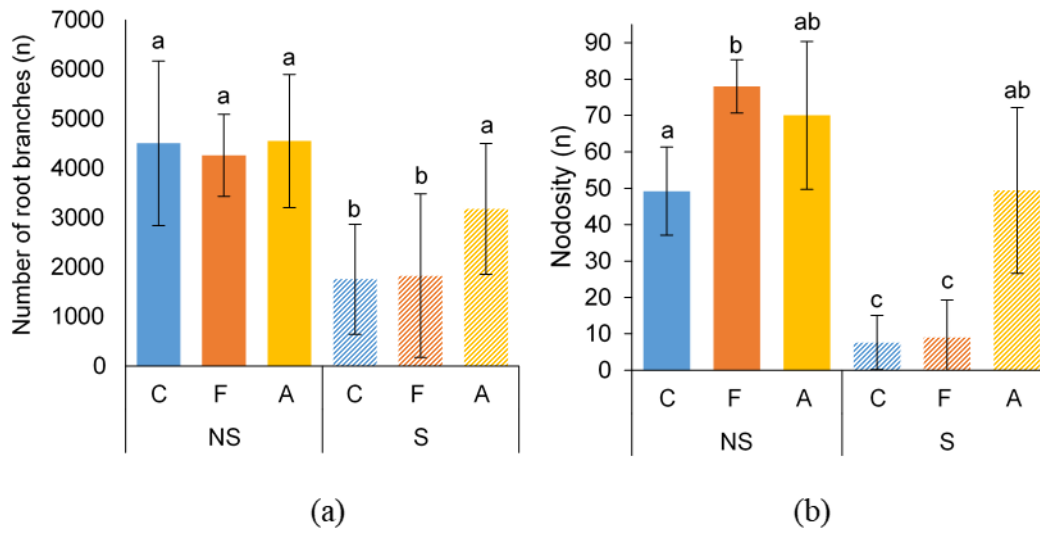 Number of root branches (n)
7000
6000
5000
4000
3000
2000
1000
0
a
a
a
b
b
a
C F A C F A
NS S
(a)
Nodosity (n)
90
80
70
60
50
40
30
20
10
0
a
b
ab
c
c
ab
C F A C F A
NS S
(b)